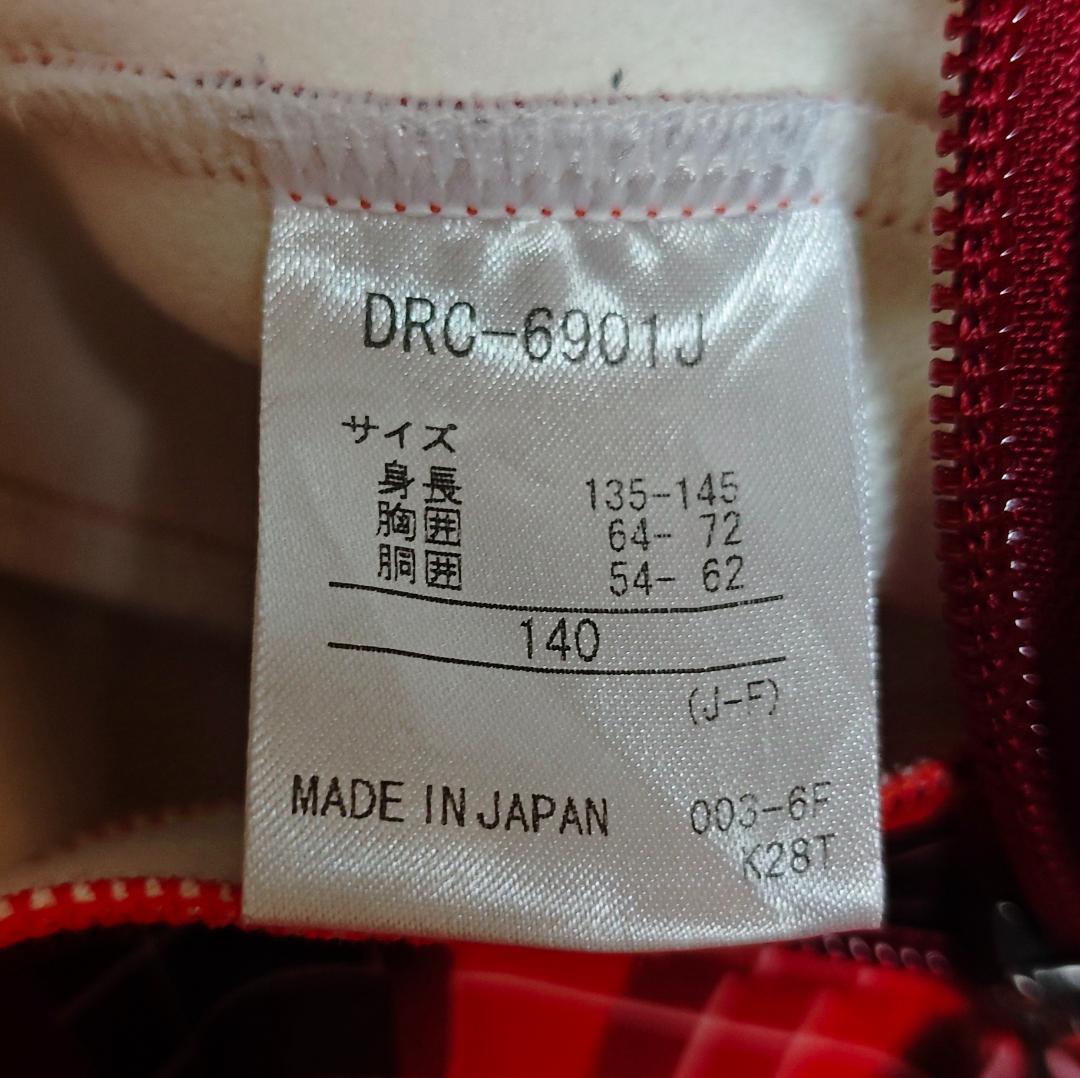 DRC-6901J
サイズ
身長 135-145
胸囲 64- 72
胴囲 54- 62
140
(J-F)
MADE IN JAPAN 003-6F
K28T